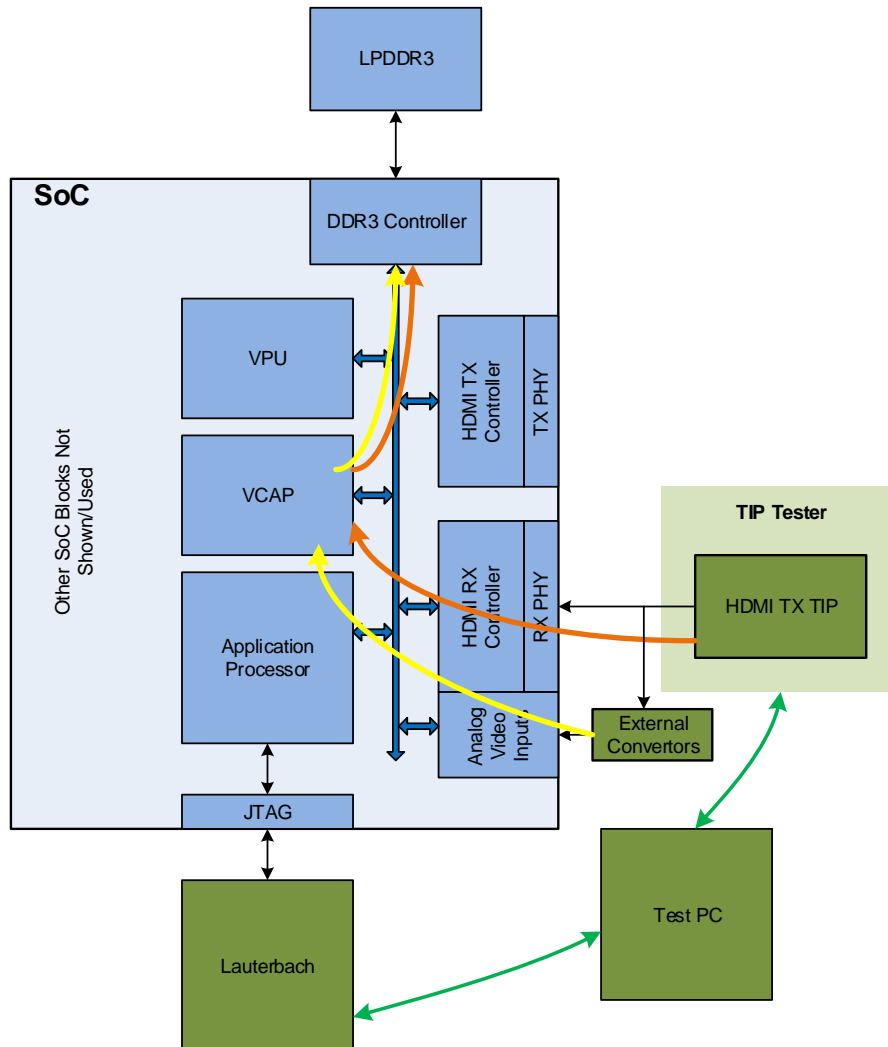 LPDDR3
SoC
DDR3 Controller
VPU
HDMI TX
Controller
TX PHY
VCAP
Other SoC Blocks Not
Shown/Used
TIP Tester
HDMI TX TIP
HDMI RX
Controller
RX PHY
Application
Processor
Analog
Video
Inputs
External
Convertors
JTAG
Test PC
Lauterbach